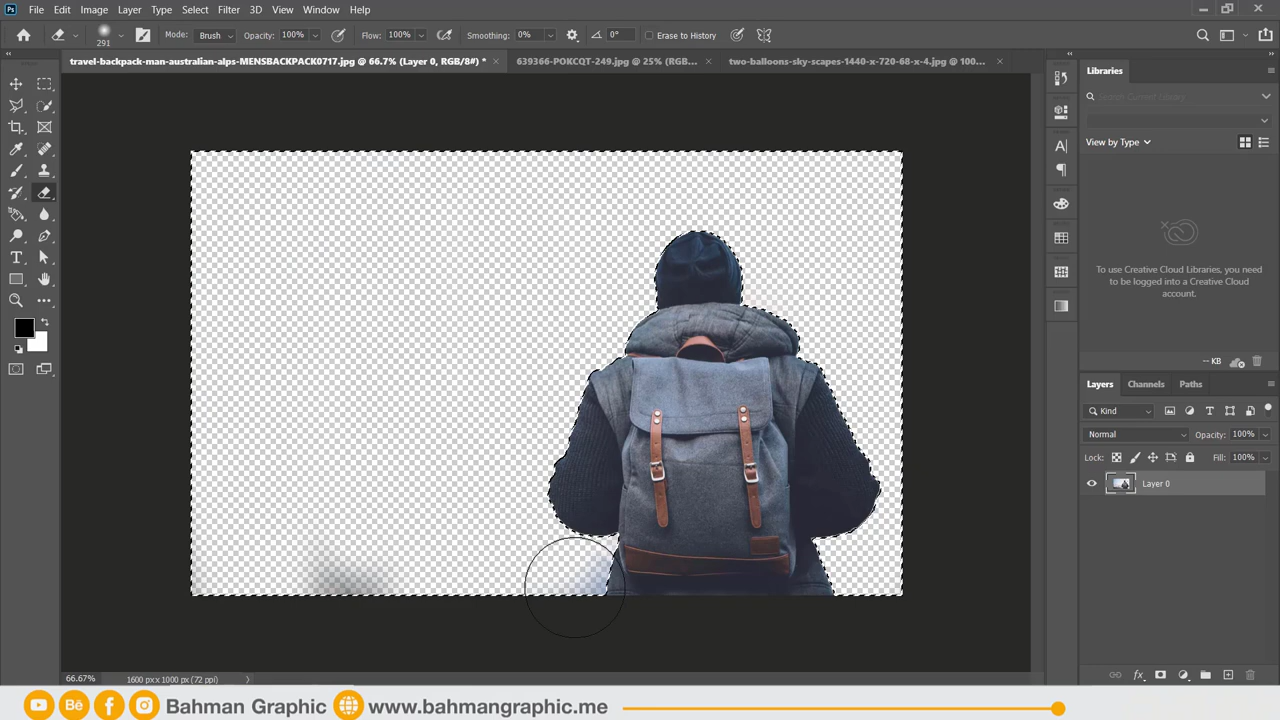 Ps File Edit Image Layer Type Select Filter 3D View Window Help
291 Mode: Brush Opacity: 100% Flow: 100% Smoothing: 0% 0° Erase to History
travel-backpack-man-australian-alps-MENSBACKPACK0717.jpg @ 66.7% (Layer 0, RGB/8#) * 639366-POKCQT-249.jpg @ 25% (RGB... two-balloons-sky-scapes-1440-x-720-68-x-4.jpg @ 100...
Libraries
Search Current Library
View by Type
To use Creative Cloud Libraries, you need
to be logged into a Creative Cloud
account.
-- KB
Layers Channels Paths
Kind
Normal Opacity: 100%
Lock: Fill: 100%
Layer 0
66.67% 1600 px x 1000 px (72 ppi)
Bahman Graphic www.bahmangraphic.me